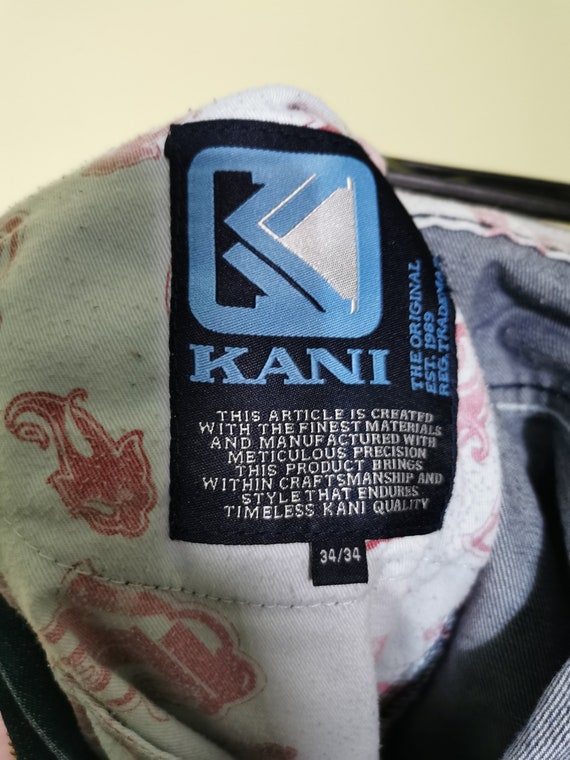 KANI
THE ORIGINAL
EST. 1989
REG. TRADEMARK
THIS ARTICLE IS CREATED
WITH THE FINEST MATERIALS
AND MANUFACTURED WITH
METICULOUS PRECISION
THIS PRODUCT BRINGS
WITHIN CRAFTSMANSHIP AND
STYLE THAT ENDURES
TIMELESS KANI QUALITY
34/34